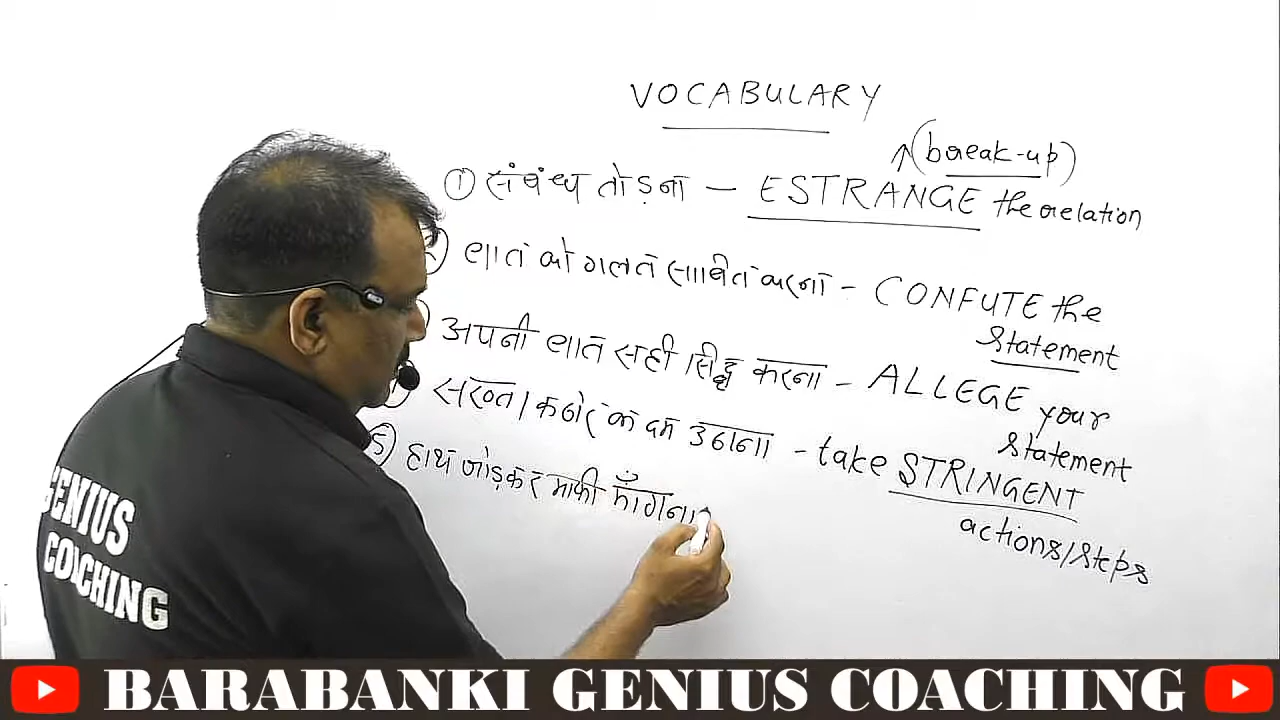 VOCABULARY
(break-up)
① संबंध तोड़ना — ESTRANGE the relation
बात को गलत साबित करना - CONFUTE the
statement
अपनी बात सही सिद्ध करना - ALLEGE your
statement
सख्त / कठोर कदम उठाना - take STRINGENT
actions/steps
5) हाथ जोड़कर माफी माँगना
GENIUS
COACHING
BARABANKI GENIUS COACHING